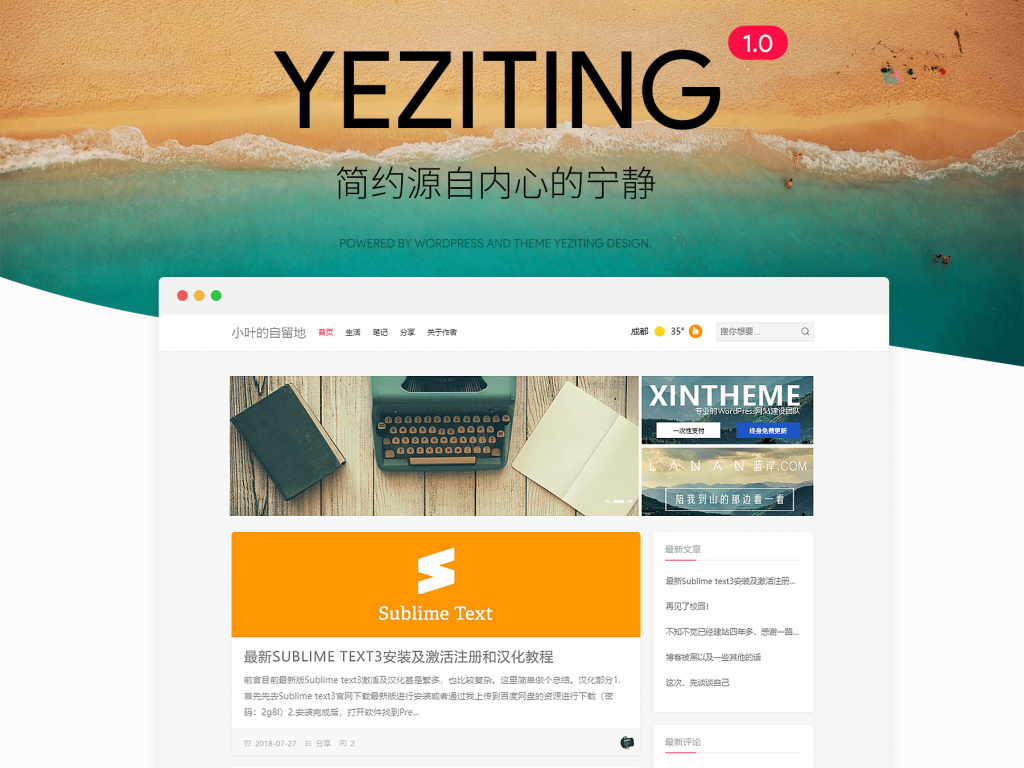 YEZITING
1.0
简约源自内心的宁静
POWERED BY WORDPRESS AND THEME YEZITING DESIGN.
小叶的自留地 首页 生活 笔记 分享 关于作者 成都 35° 搜你想要...
XINTHEME
专业的WordPress网站建设团队
一次性支付 终身免费更新
LANAN蓝岸.COM
陪我到山的那边看一看
Sublime Text
最新SUBLIME TEXT3安装及激活注册和汉化教程
前言目前最新版Sublime text3激活及汉化甚是繁多，也比较复杂。这里简单做个总结。汉化部分1.
首先先去Sublime text3官网下载最新版进行安装或者通过我上传到百度网盘的资源进行下载（密
码：2g8l）2.安装完成后，打开软件找到Pre...
2018-07-27 分享 2
最新文章
最新Sublime text3安装及激活注册...
再见了校园!
不知不觉已经建站四年多，感谢一路...
博客被黑以及一些其他的话
这次，先谈谈自己
最新评论